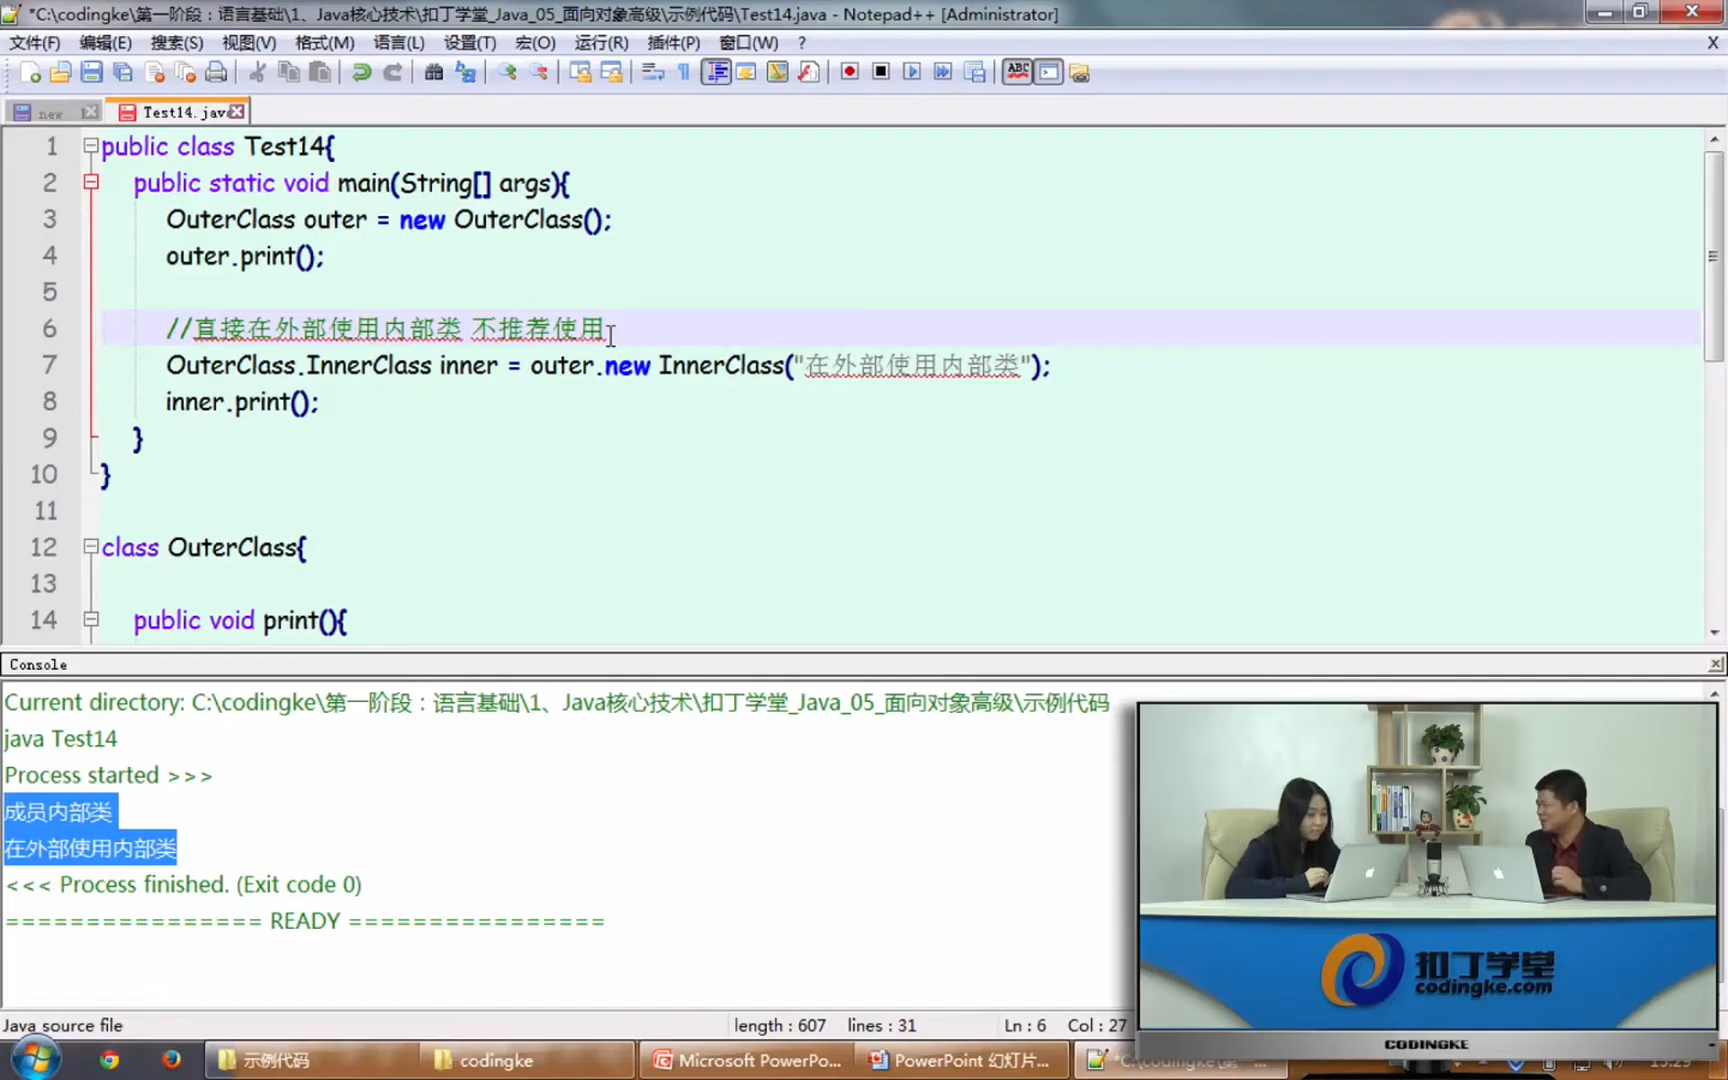 *C:\codingke\第一阶段：语言基础\1、Java核心技术\扣丁学堂_Java_05_面向对象高级\示例代码\Test14.java - Notepad++ [Administrator]
文件(F) 编辑(E) 搜索(S) 视图(V) 格式(M) 语言(L) 设置(T) 宏(O) 运行(R) 插件(P) 窗口(W) ? X
new Test14.java
1 public class Test14{
2 public static void main(String[] args){
3 OuterClass outer = new OuterClass();
4 outer.print();
5
6 //直接在外部使用内部类 不推荐使用
7 OuterClass.InnerClass inner = outer.new InnerClass("在外部使用内部类");
8 inner.print();
9 }
10 }
11
12 class OuterClass{
13
14 public void print(){
Console
Current directory: C:\codingke\第一阶段：语言基础\1、Java核心技术\扣丁学堂_Java_05_面向对象高级\示例代码
java Test14
Process started >>>
成员内部类
在外部使用内部类
<<< Process finished. (Exit code 0)
================ READY ================
扣丁学堂
codingke.com
CODINGKE
Java source file length : 607 lines : 31 Ln : 6 Col : 27
示例代码 codingke Microsoft PowerPo... PowerPoint 幻灯片...